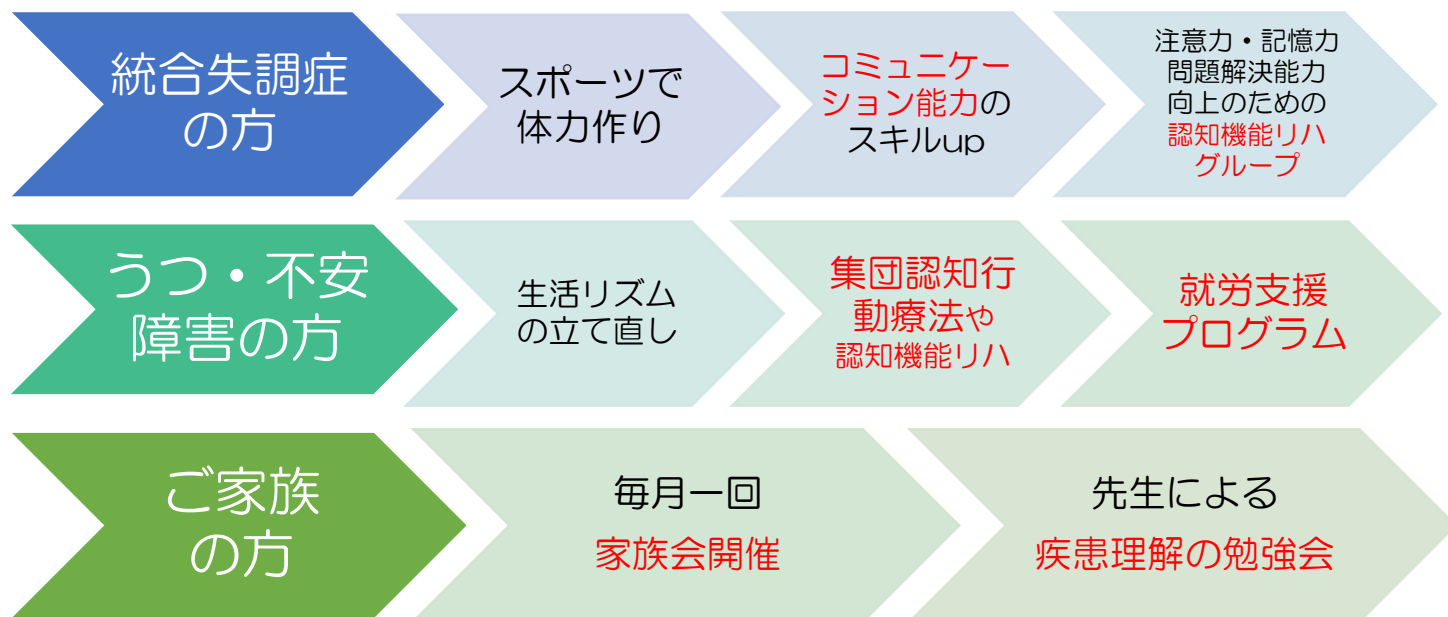 統合失調症
の方
スポーツで
体力作り
コミュニケー
ション能力の
スキルup
注意力・記憶力
問題解決能力
向上のための
認知機能リハ
グループ
うつ・不安
障害の方
生活リズム
の立て直し
集団認知行
動療法や
認知機能リハ
就労支援
プログラム
ご家族
の方
毎月一回
家族会開催
先生による
疾患理解の勉強会